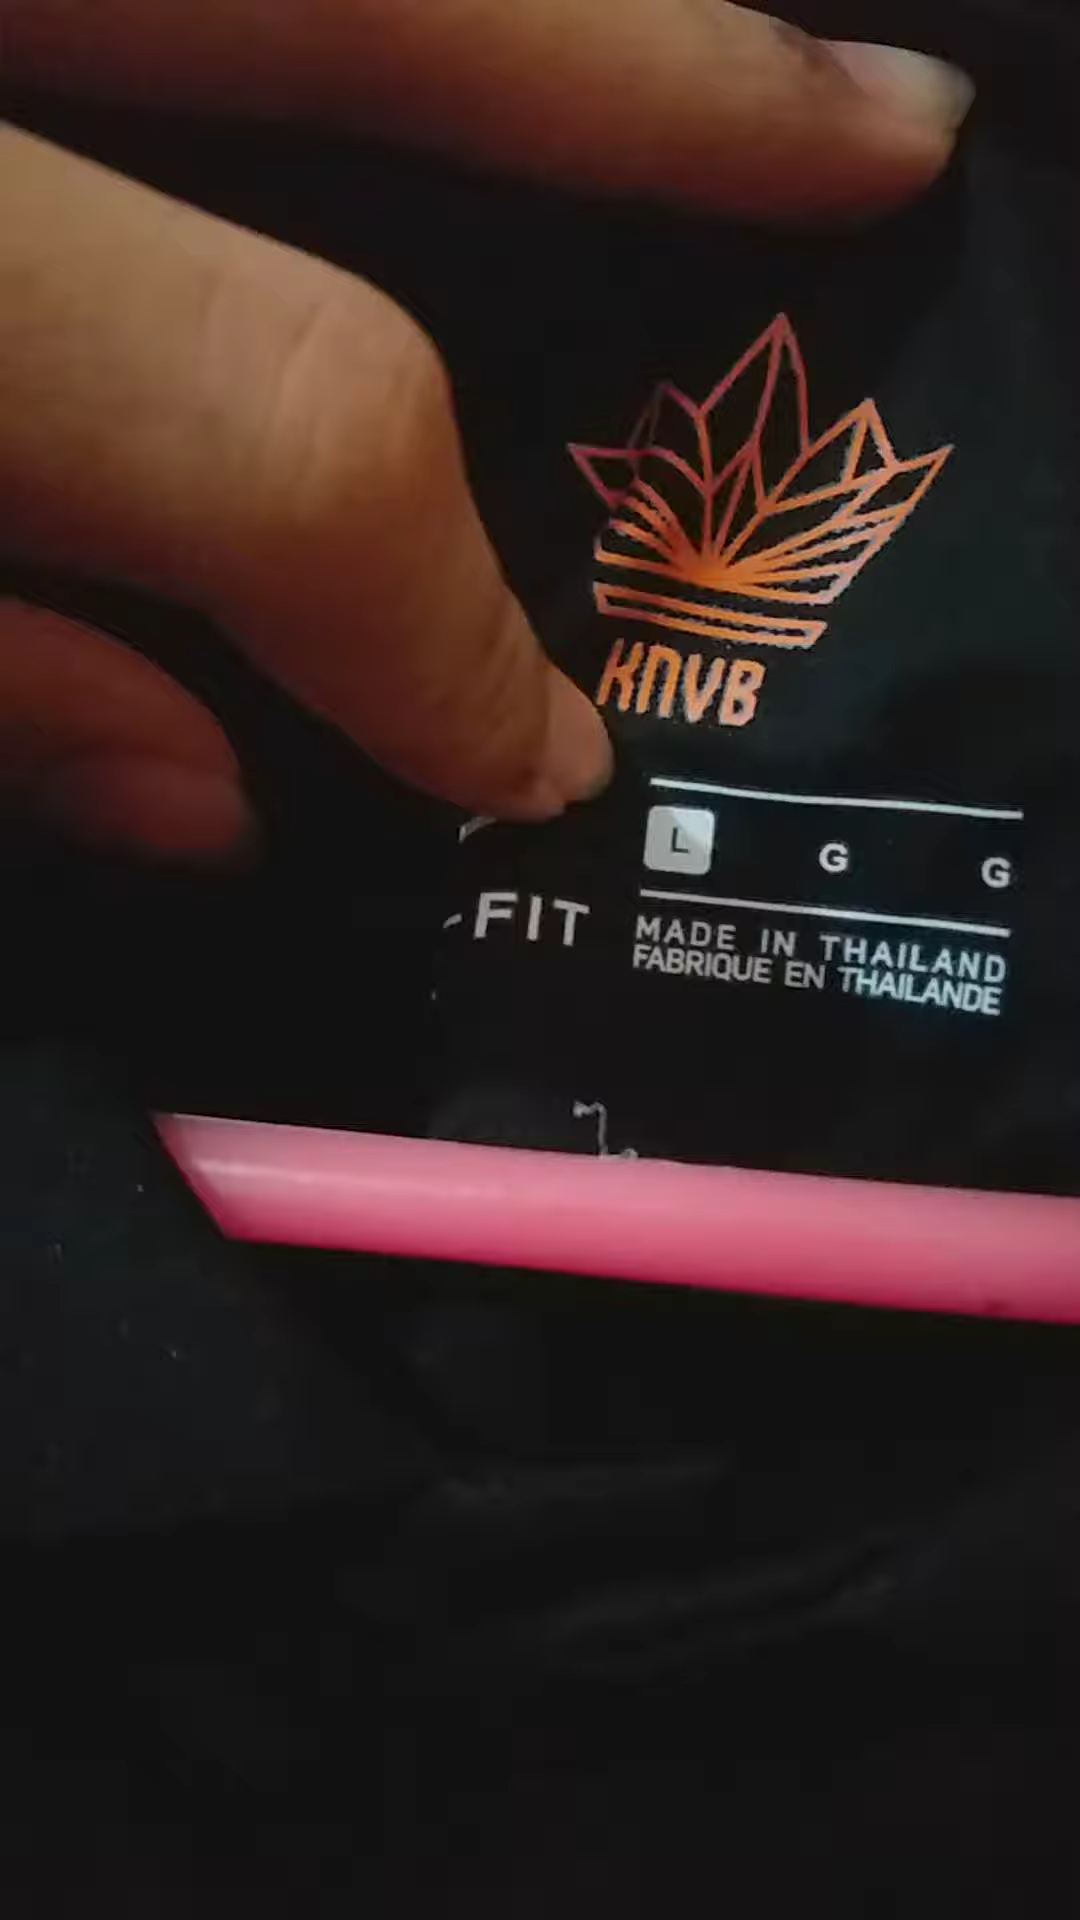 KNVB
L G G
FIT
MADE IN THAILAND
FABRIQUE EN THAILANDE